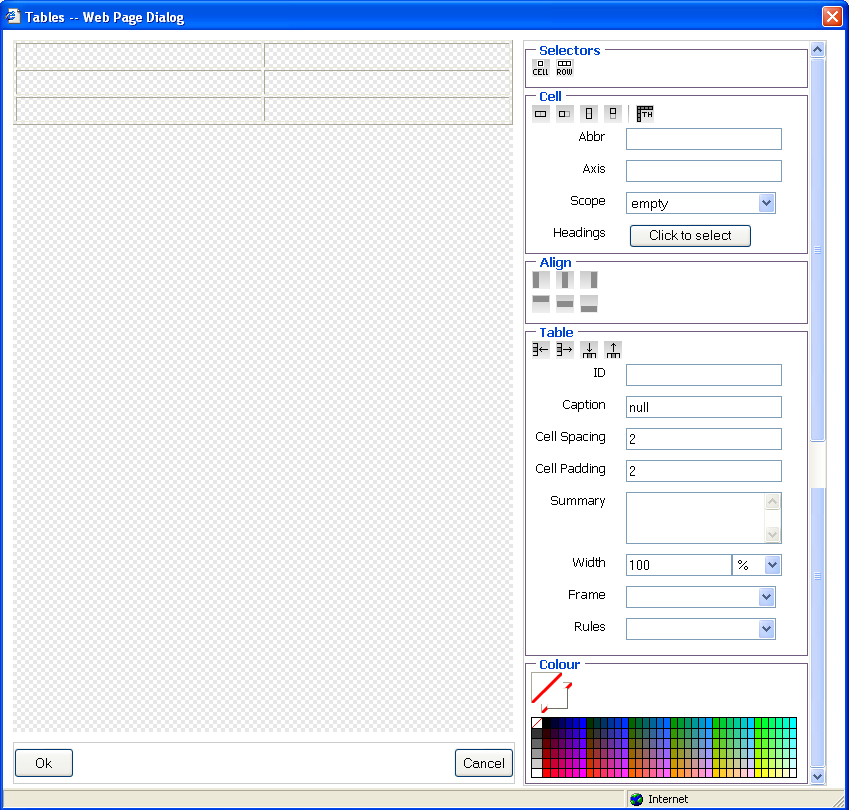 Tables -- Web Page Dialog
Selectors
CELL ROW
Cell
TH
Abbr
Axis
Scope empty
Headings Click to select
Align
Table
ID
Caption null
Cell Spacing 2
Cell Padding 2
Summary
Width 100 %
Frame
Rules
Colour
Ok Cancel
Internet